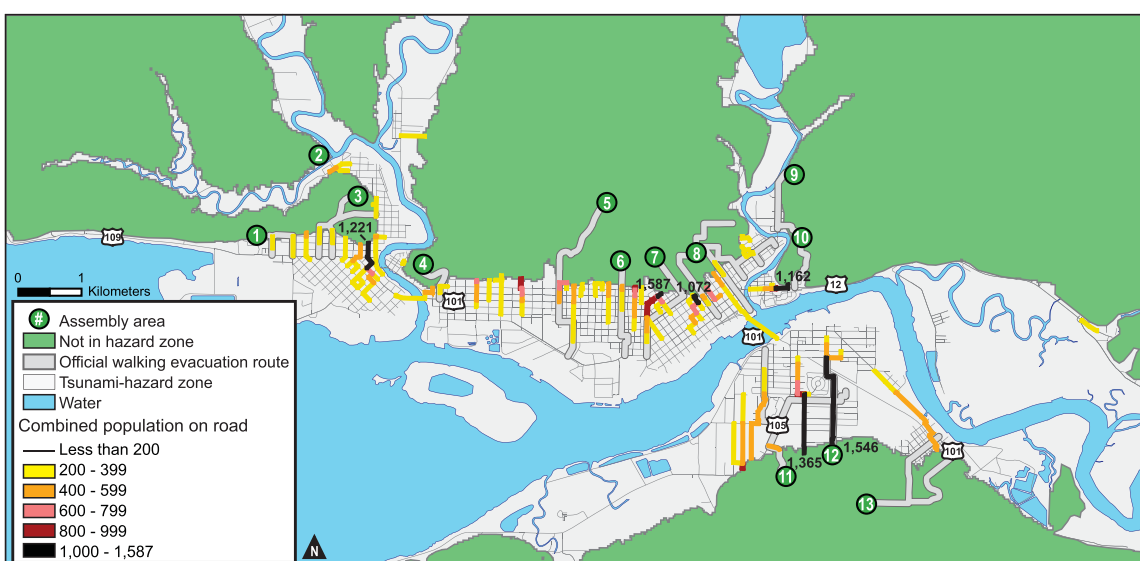 2
9
3
5
1,221
1
109
10
4
6
7
8
0 1
Kilometers
101
1,587
1,072
1,162
12
101
# Assembly area
Not in hazard zone
Official walking evacuation route
Tsunami-hazard zone
Water
Combined population on road
Less than 200
200 - 399
400 - 599
600 - 799
800 - 999
1,000 - 1,587
N
105
1,365
12
1,546
101
11
13